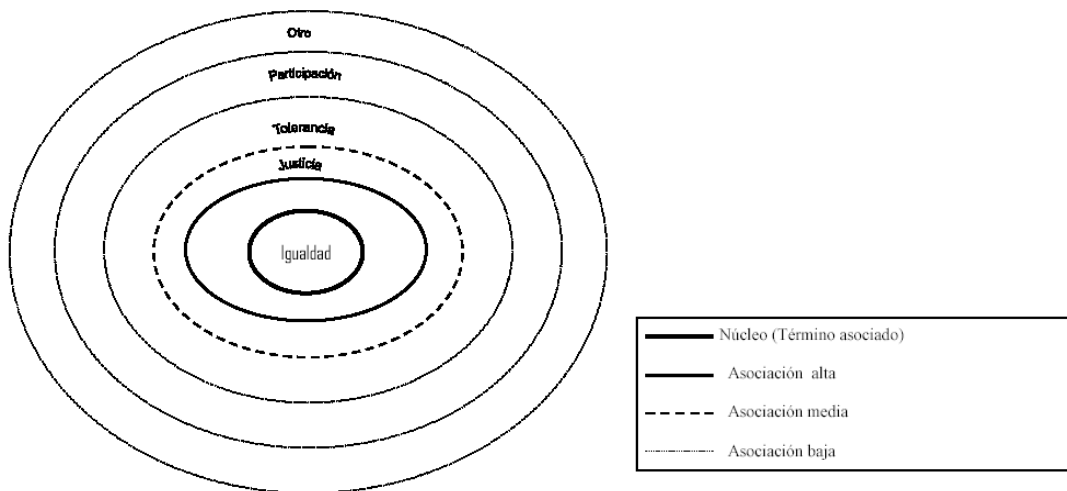 Otro
Participación
Tolerancia
Justicia
Igualdad
Núcleo (Término asociado)
Asociación alta
Asociación media
Asociación baja